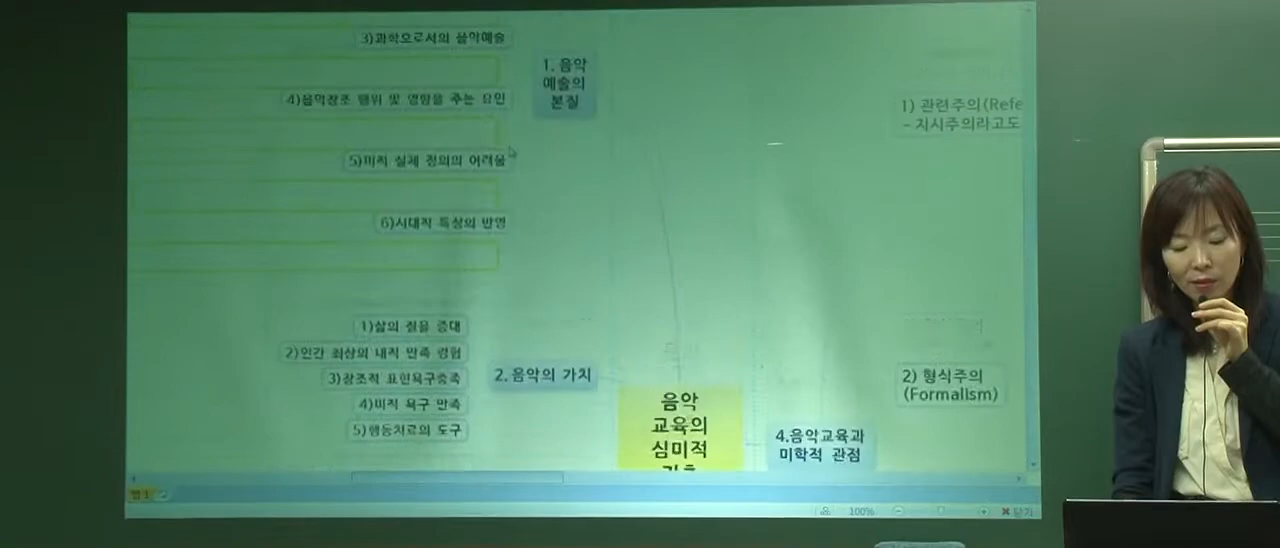 3)과학으로서의 음악예술
4)음악창조 행위 및 영향을 주는 요인
5)미적 실체 정의의 어려움
6)시대적 특상의 반영
1. 음악
예술의
본질
1)삶의 질을 증대
2)인간 최상의 내적 만족 경험
3)창조적 표현욕구충족
4)미적 욕구 만족
5)행동치료의 도구
2. 음악의 가치
음악
교육의
심미적
4.음악교육과
미학적 관점
1) 관련주의(Refe
- 지시주의라고도
2) 형식주의
(Formalism)
맵 1
100%
닫기